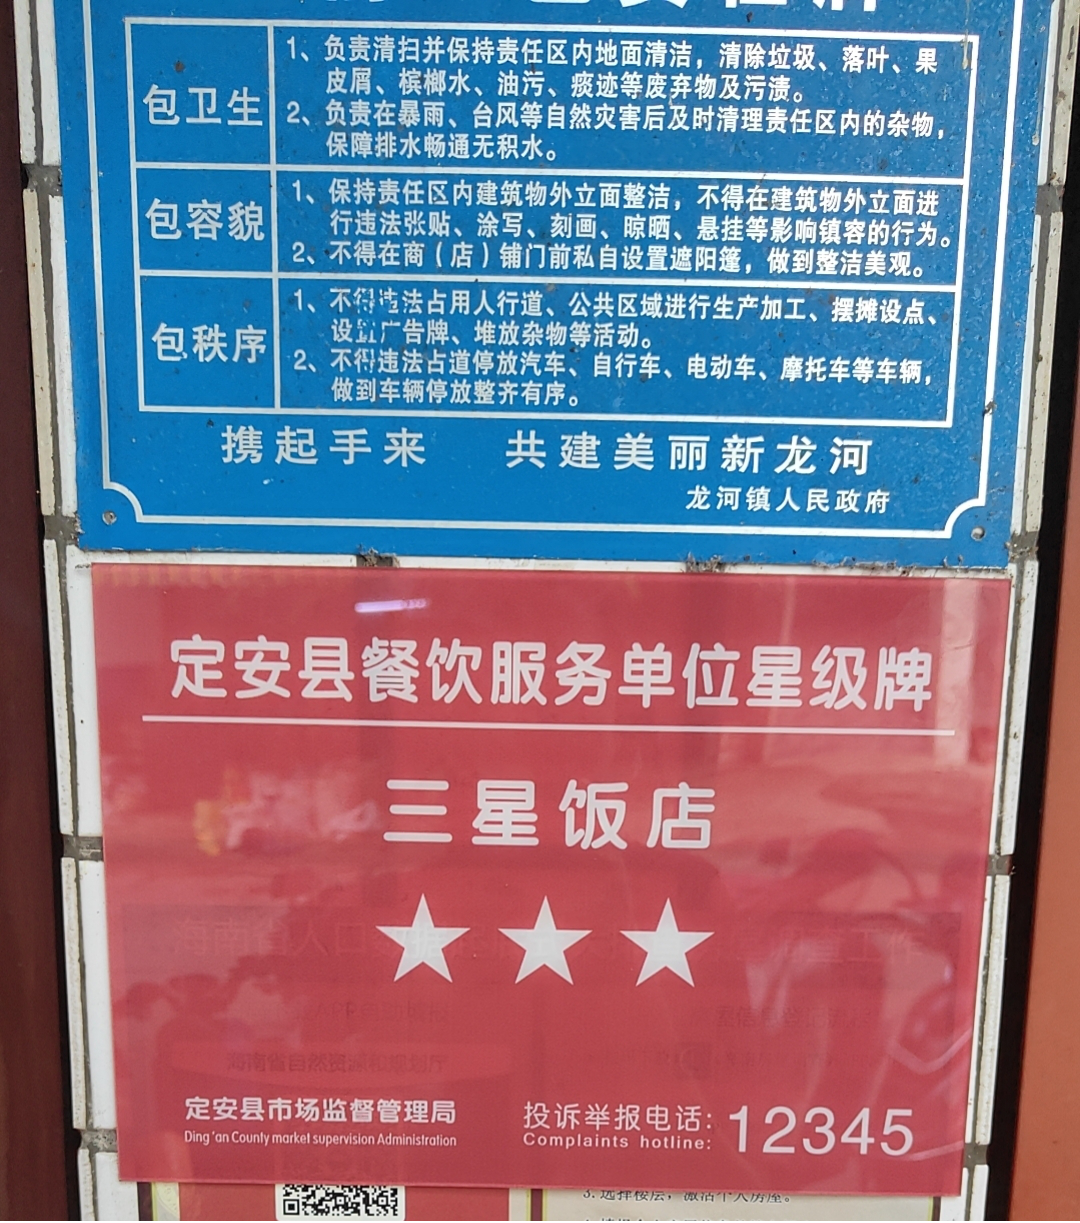 包卫生
1、负责清扫并保持责任区内地面清洁，清除垃圾、落叶、果
皮屑、槟榔水、油污、痰迹等废弃物及污渍。
2、负责在暴雨、台风等自然灾害后及时清理责任区内的杂物，
保障排水畅通无积水。
包容貌
1、保持责任区内建筑物外立面整洁，不得在建筑物外立面进
行违法张贴、涂写、刻画、晾晒、悬挂等影响镇容的行为。
2、不得在商（店）铺门前私自设置遮阳篷，做到整洁美观。
包秩序
1、不得违法占用人行道、公共区域进行生产加工、摆摊设点、
设置广告牌、堆放杂物等活动。
2、不得违法占道停放汽车、自行车、电动车、摩托车等车辆，
做到车辆停放整齐有序。
携起手来 共建美丽新龙河
龙河镇人民政府
定安县餐饮服务单位星级牌
三星饭店
定安县市场监督管理局
Ding'an County market supervision Administration
投诉举报电话：12345
Complaints hotline:
3. 选择楼层，激活个人房屋。